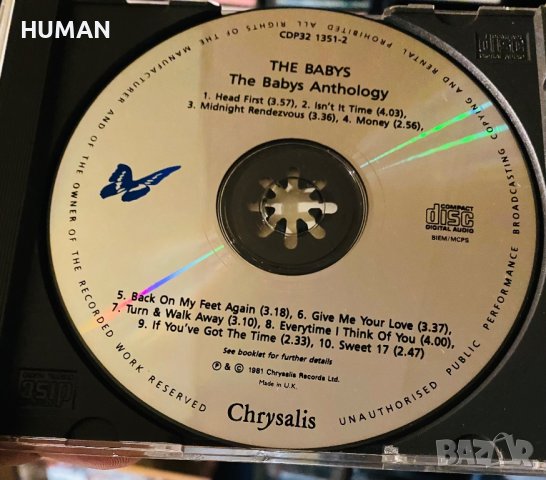 HUMAN
CDP32 1351-2
THE BABYS
The Babys Anthology
1. Head First (3.57), 2. Isn't It Time (4.03),
3. Midnight Rendezvous (3.36), 4. Money (2.56),
COMPACT
disc
DIGITAL AUDIO
BIEM/MCPS
5. Back On My Feet Again (3.18), 6. Give Me Your Love (3.37),
7. Turn & Walk Away (3.10), 8. Everytime I Think Of You (4.00),
9. If You've Got The Time (2.33), 10. Sweet 17 (2.47)
See booklet for further details
℗ & © 1981 Chrysalis Records Ltd.
Made in U.K.
Chrysalis
ALL RIGHTS OF THE MANUFACTURER AND OF THE OWNER OF THE RECORDED WORK RESERVED
UNAUTHORISED PUBLIC PERFORMANCE BROADCASTING COPYING AND RENTAL PROHIBITED
disc
disc
BAZAR